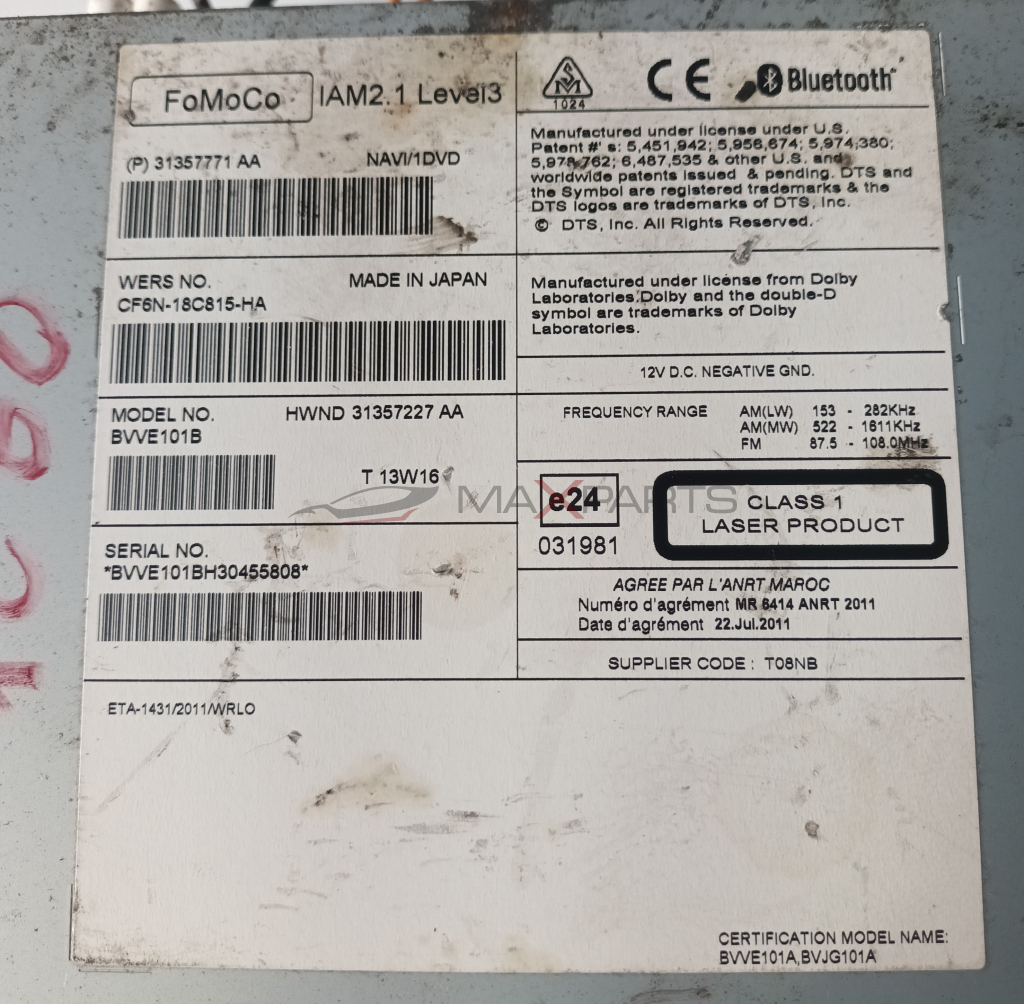 FoMoCo IAM2.1 Level3
(P) 31357771 AA NAVI/1DVD
WERS NO. MADE IN JAPAN
CF6N-18C815-HA
MODEL NO. HWND 31357227 AA
BVVE101B
T 13W16
SERIAL NO.
*BVVE101BH30455808*
ETA-1431/2011/WRLO
SM
1024
CE Bluetooth
Manufactured under license under U.S.
Patent #' s: 5,451,942; 5,956,674; 5,974,380;
5,978,762; 6,487,535 & other U.S. and
worldwide patents issued & pending. DTS and
the Symbol are registered trademarks & the
DTS logos are trademarks of DTS, Inc.
© DTS, Inc. All Rights Reserved.
Manufactured under license from Dolby
Laboratories.Dolby and the double-D
symbol are trademarks of Dolby
Laboratories.
12V D.C. NEGATIVE GND.
FREQUENCY RANGE AM(LW) 153 - 282KHz
AM(MW) 522 - 1611KHz
FM 87.5 - 108.0MHz
e24
031981
CLASS 1
LASER PRODUCT
AGREE PAR L'ANRT MAROC
Numéro d'agrément MR 6414 ANRT 2011
Date d'agrément 22.Jul.2011
SUPPLIER CODE : T08NB
CERTIFICATION MODEL NAME:
BVVE101A,BVJG101A
MAXPARTS